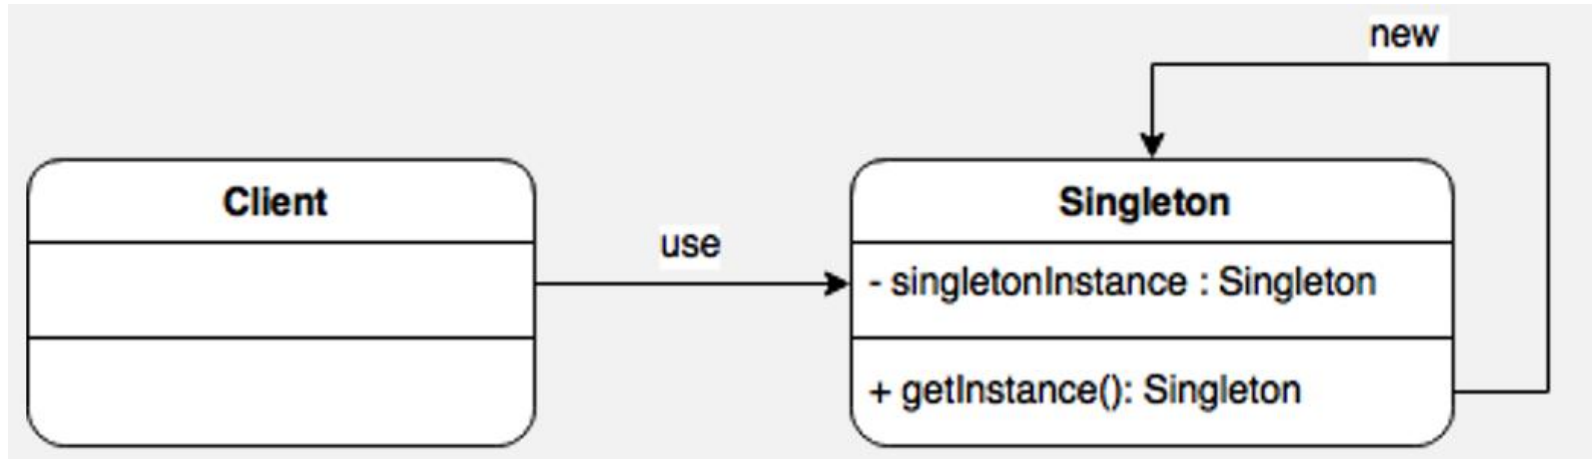 new
Client
Singleton
use
- singletonInstance : Singleton
+ getInstance(): Singleton